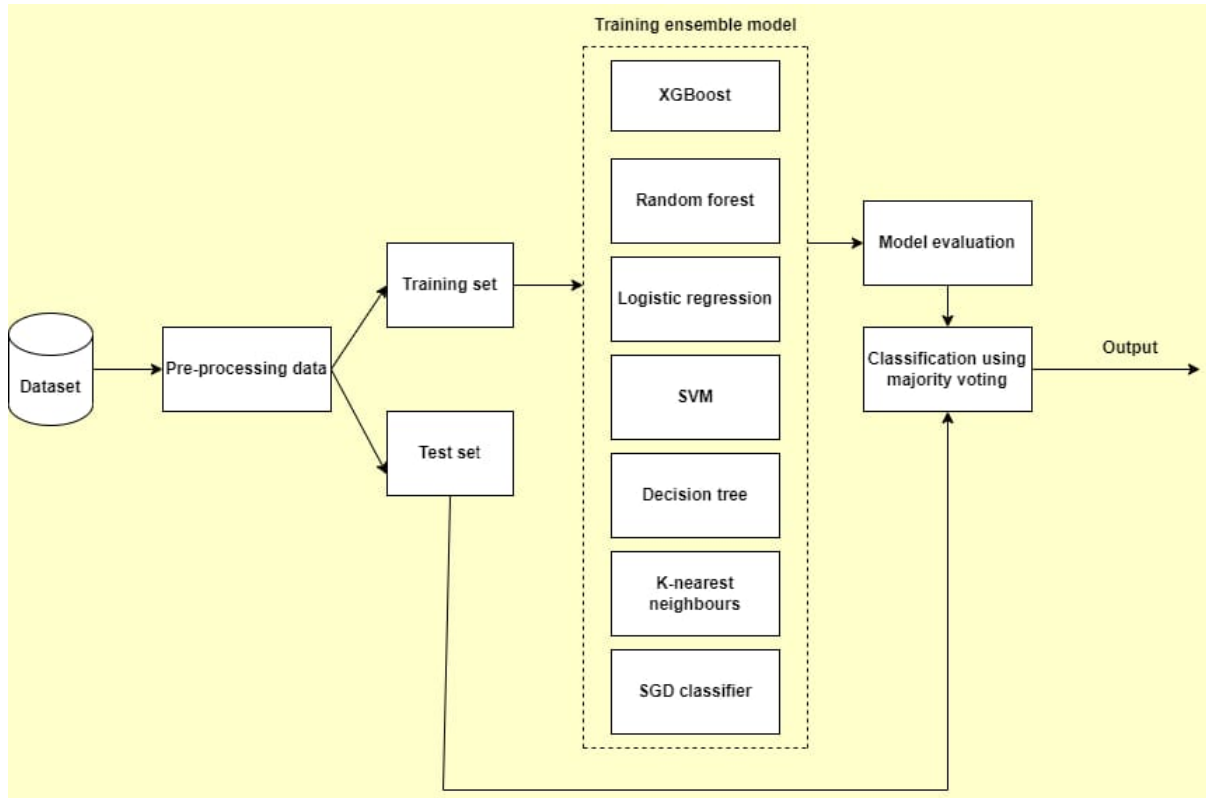 Training ensemble model
XGBoost
Random forest
Logistic regression
SVM
Decision tree
K-nearest
neighbours
SGD classifier
Dataset
Pre-processing data
Training set
Test set
Model evaluation
Classification using
majority voting
Output